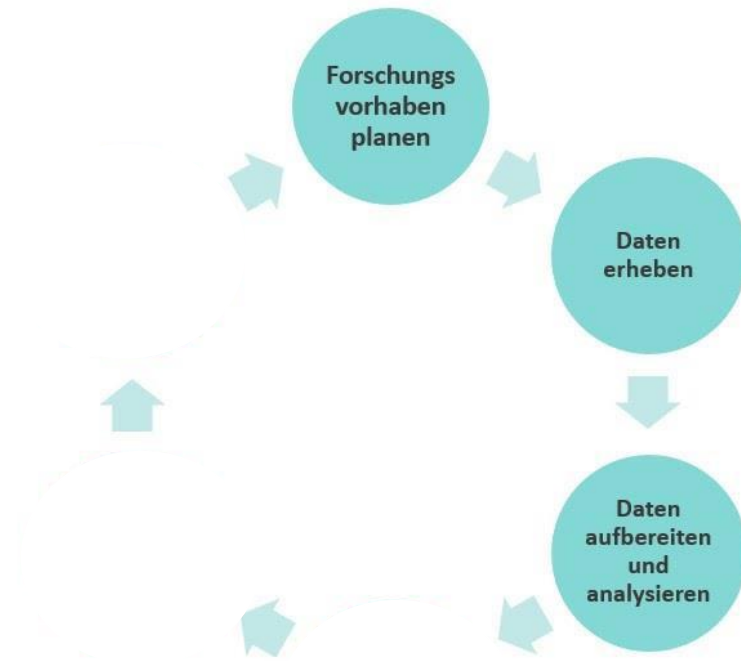 Forschungs
vorhaben
planen
Daten
erheben
Daten
aufbereiten
und
analysieren